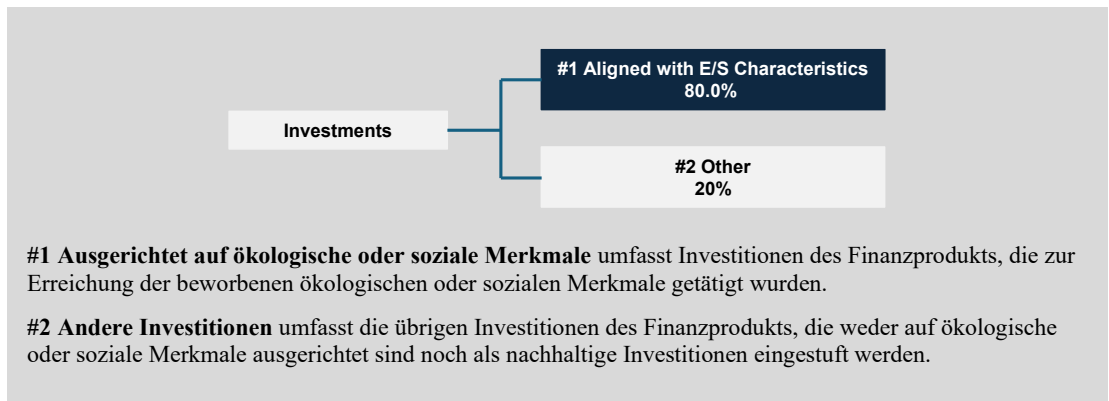 #1 Aligned with E/S Characteristics
80.0%
Investments
#2 Other
20%
#1 Ausgerichtet auf ökologische oder soziale Merkmale umfasst Investitionen des Finanzprodukts, die zur
Erreichung der beworbenen ökologischen oder sozialen Merkmale getätigt wurden.
#2 Andere Investitionen umfasst die übrigen Investitionen des Finanzprodukts, die weder auf ökologische
oder soziale Merkmale ausgerichtet sind noch als nachhaltige Investitionen eingestuft werden.